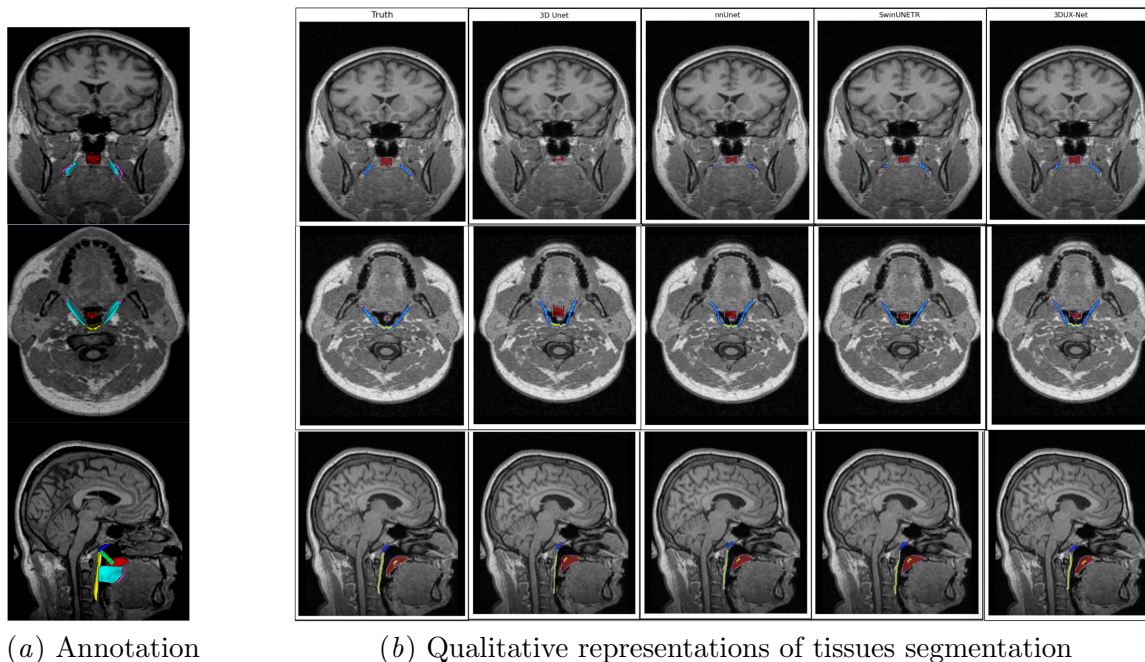 Truth
3D Unet
nnUnet
SwinUNETR
3DUX-Net
(a) Annotation
(b) Qualitative representations of tissues segmentation